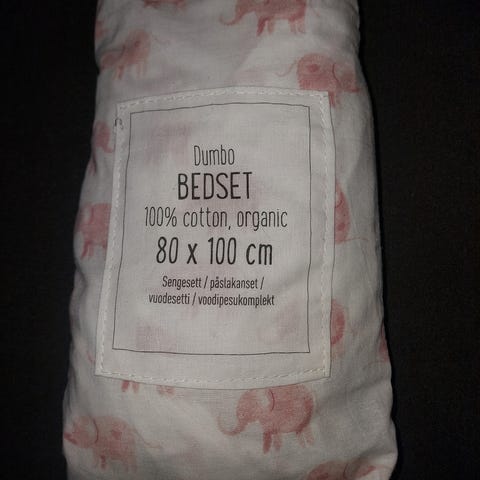 Dumbo
BEDSET
100% cotton, organic
80 x 100 cm
Sengesett / påslakanset /
vuodesetti / voodipesukomplekt